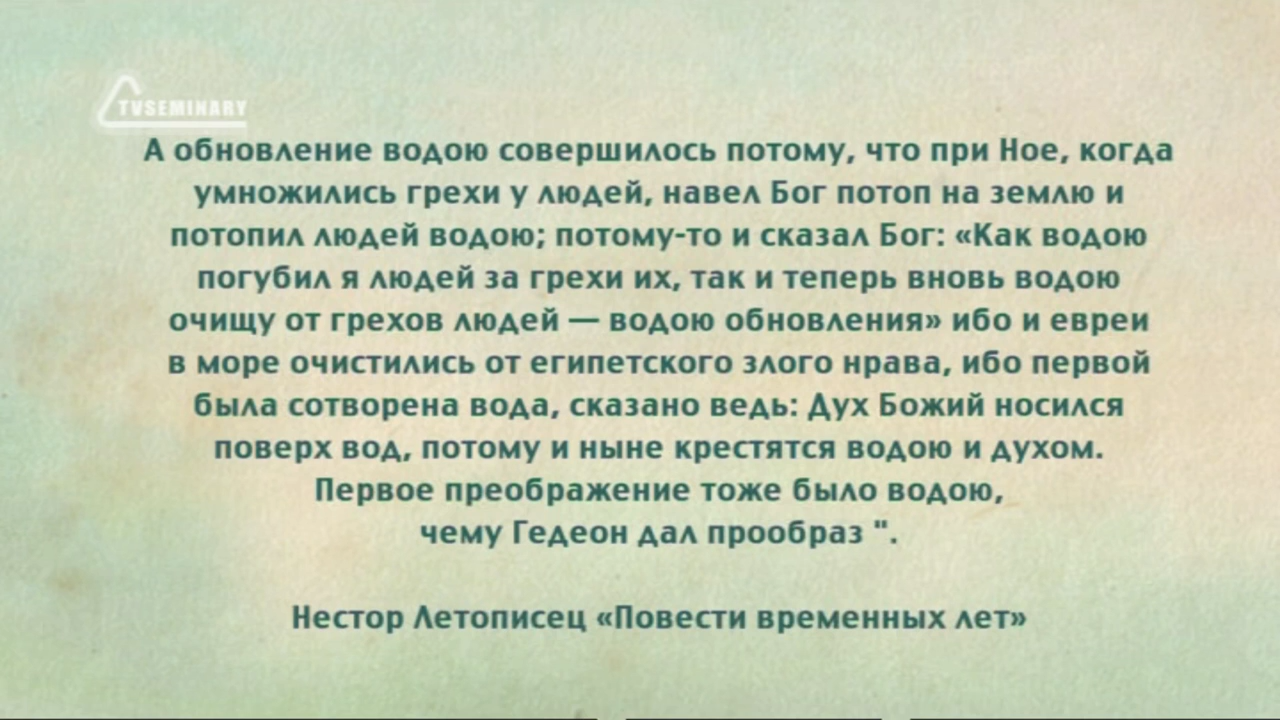 TVSEMINARY
А обновление водою совершилось потому, что при Ное, когда
умножились грехи у людей, навел Бог потоп на землю и
потопил людей водою; потому-то и сказал Бог: «Как водою
погубил я людей за грехи их, так и теперь вновь водою
очищу от грехов людей — водою обновления» ибо и евреи
в море очистились от египетского злого нрава, ибо первой
была сотворена вода, сказано ведь: Дух Божий носился
поверх вод, потому и ныне крестятся водою и духом.
Первое преображение тоже было водою,
чему Гедеон дал прообраз ".
Нестор Летописец «Повести временных лет»